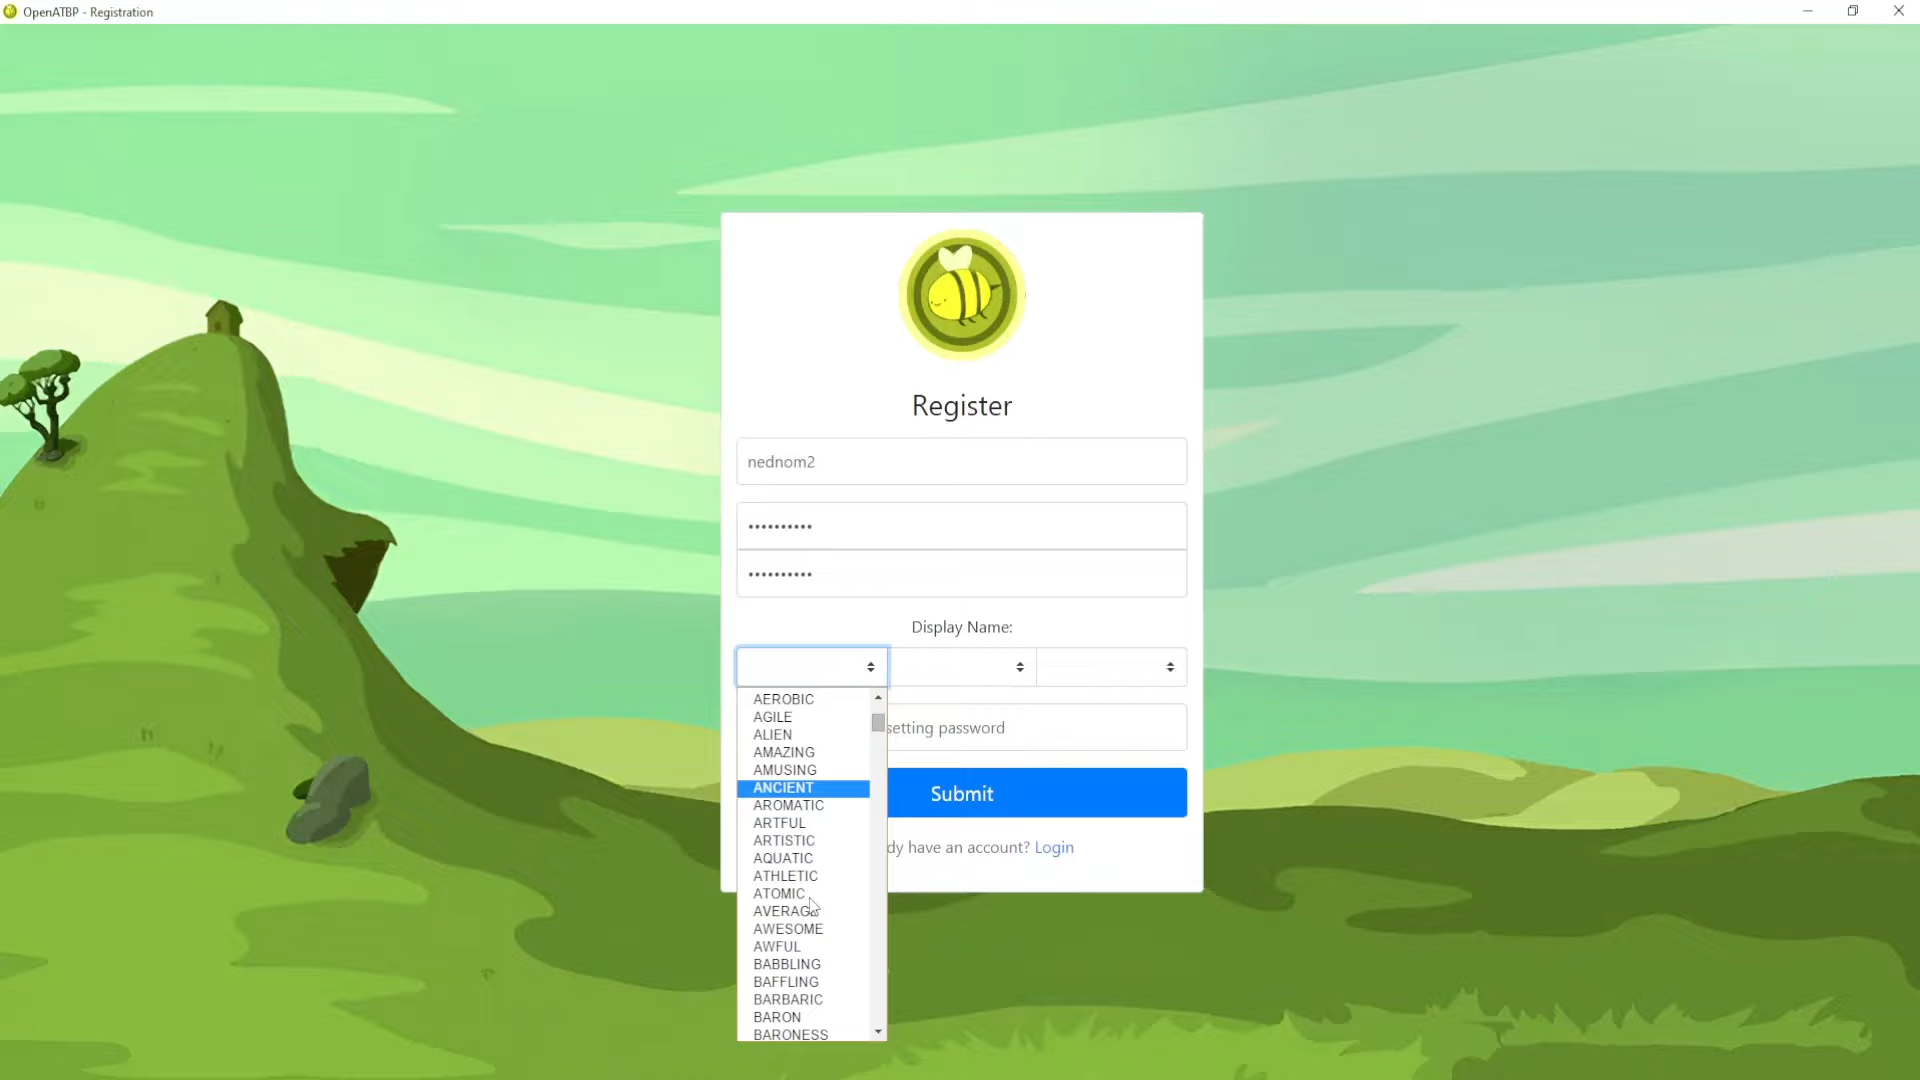 OpenATBP - Registration
Register
nednom2
••••••••••
••••••••••
Display Name:
setting password
Submit
dy have an account? Login
AEROBIC
AGILE
ALIEN
AMAZING
AMUSING
ANCIENT
AROMATIC
ARTFUL
ARTISTIC
AQUATIC
ATHLETIC
ATOMIC
AVERAGE
AWESOME
AWFUL
BABBLING
BAFFLING
BARBARIC
BARON
BARONESS